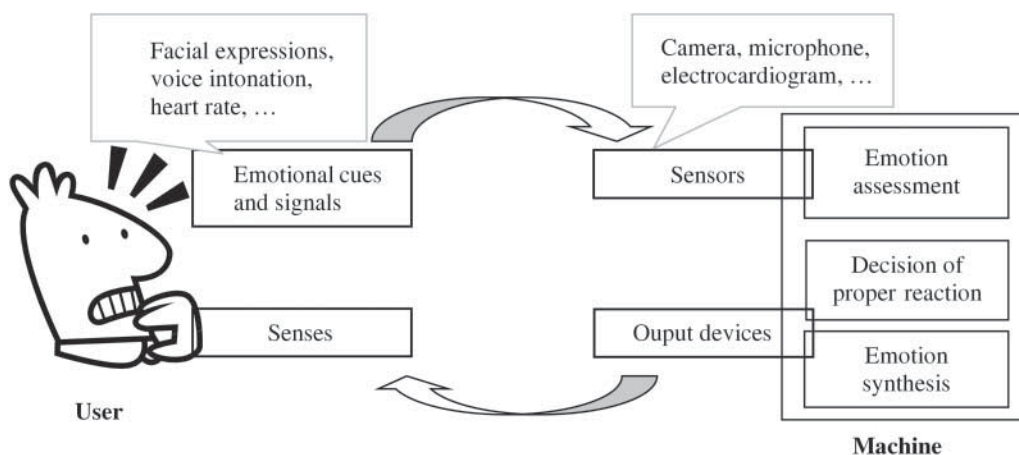 Facial expressions,
voice intonation,
heart rate, …
Camera, microphone,
electrocardiogram, …
Emotional cues
and signals
Sensors
Emotion
assessment
Decision of
proper reaction
Senses
Ouput devices
Emotion
synthesis
User
Machine